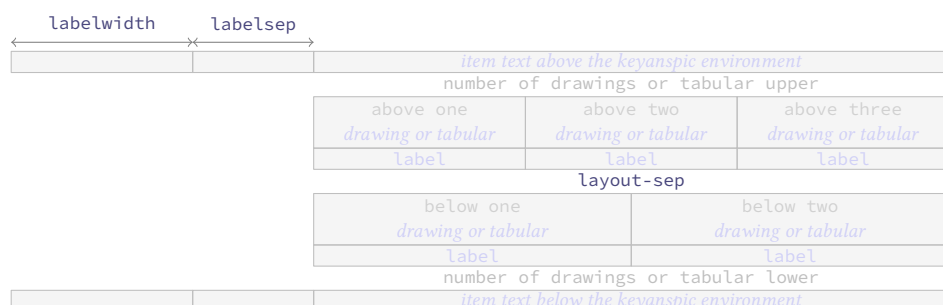 labelwidth labelsep
item text above the keyanspic environment
number of drawings or tabular upper
above one above two above three
drawing or tabular drawing or tabular drawing or tabular
label label label
layout-sep
below one below two
drawing or tabular drawing or tabular
label label
number of drawings or tabular lower
item text below the keyanspic environment